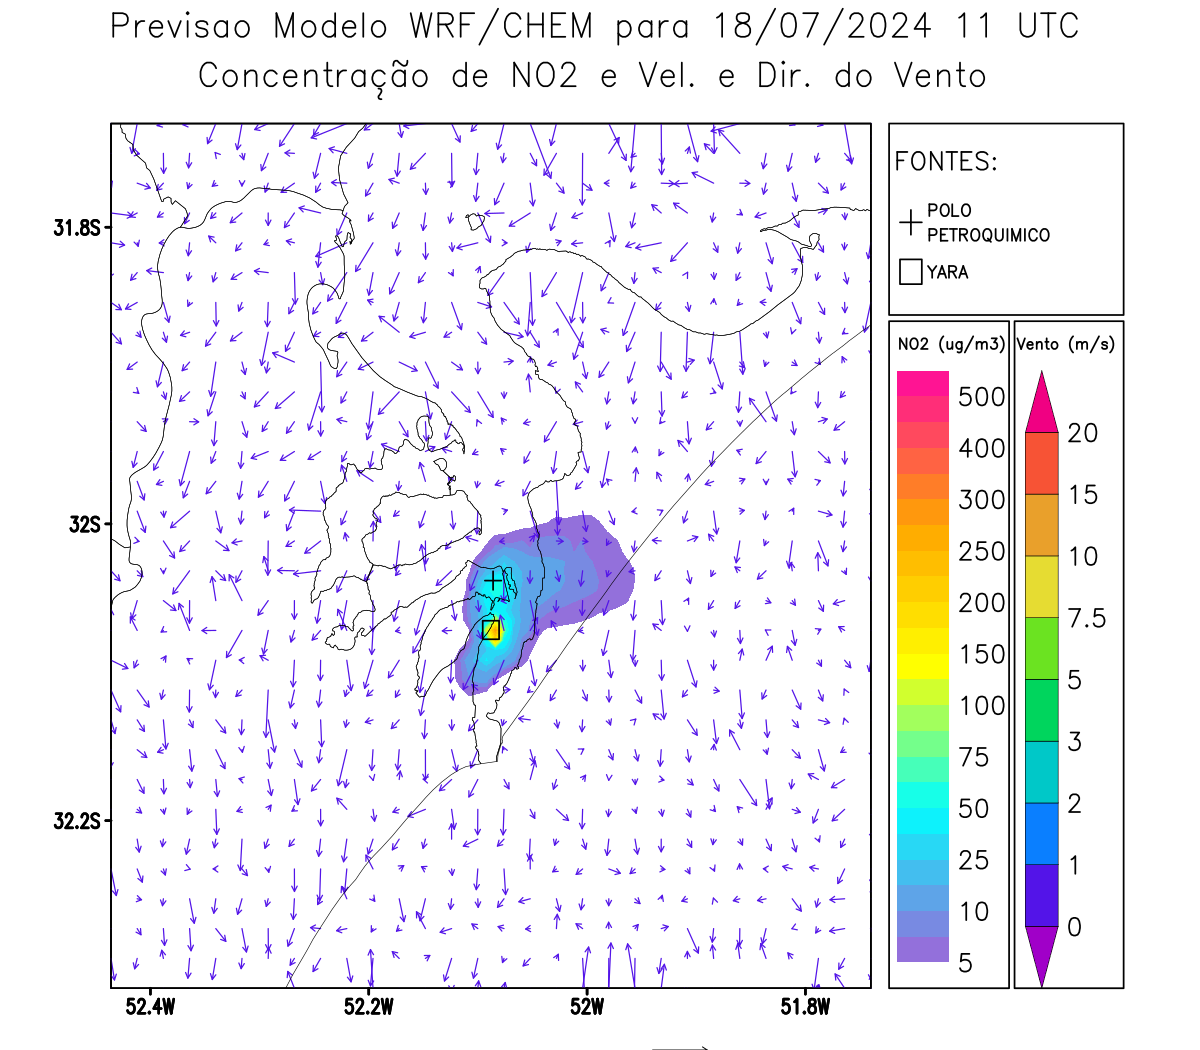 Previsao Modelo WRF/CHEM para 18/07/2024 11 UTC
Concentração de NO2 e Vel. e Dir. do Vento
FONTES:
POLO
PETROQUIMICO
YARA
31.8S
32S
32.2S
52.4W
52.2W
52W
51.8W
NO2 (ug/m3)
500
400
300
250
200
150
100
75
50
25
10
5
Vento (m/s)
20
15
10
7.5
5
3
2
1
0